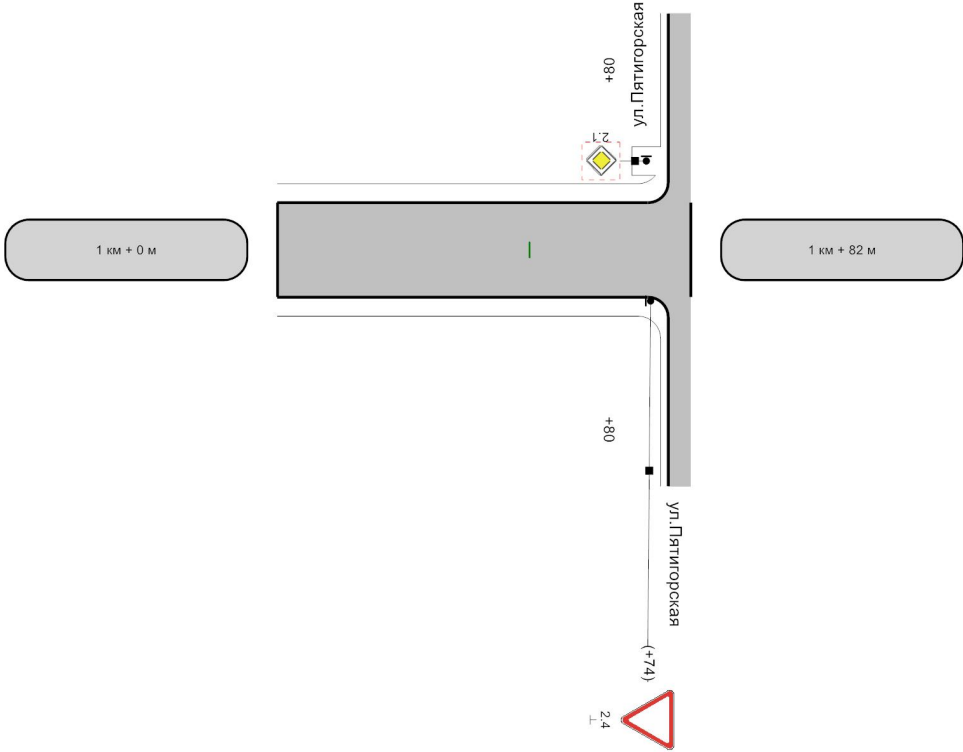 ул.Пятигорская
+80
2.1
1 км + 0 м
1 км + 82 м
+80
ул.Пятигорская
(+74)
2.4